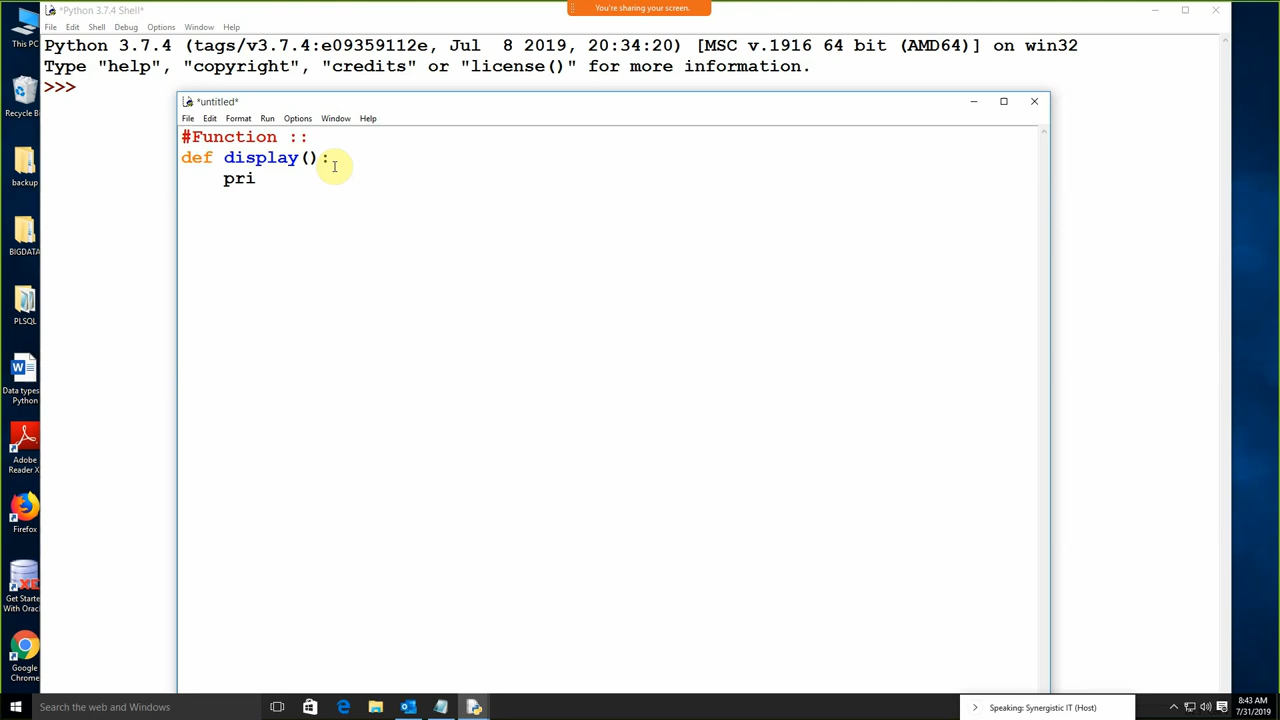 *Python 3.7.4 Shell*
You're sharing your screen.
File Edit Shell Debug Options Window Help
Python 3.7.4 (tags/v3.7.4:e09359112e, Jul  8 2019, 20:34:20) [MSC v.1916 64 bit (AMD64)] on win32
Type "help", "copyright", "credits" or "license()" for more information.
>>>
*untitled*
File Edit Format Run Options Window Help
#Function ::
def display():
    pri
This PC
Recycle Bi
backup
BIGDATA
PLSQL
Data types
Python
Adobe
Reader X
Firefox
Get Starte
With Orac
Google
Chrome
Search the web and Windows
Speaking: Synergistic IT (Host)
8:43 AM
7/31/2019